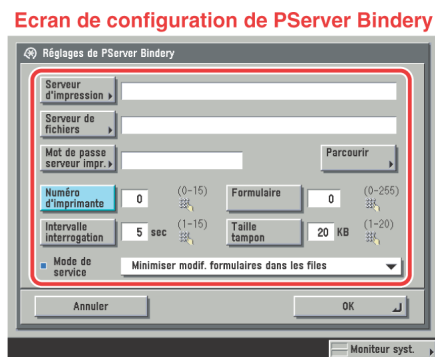 Ecran de configuration de PServer Bindery
Réglages de PServer Bindery
Serveur
d'impression
Serveur de
fichiers
Mot de passe
serveur impr.
Parcourir
Numéro
d'imprimante
0
(0-15)
Formulaire
0
(0-255)
Intervalle
interrogation
5 sec
(1-15)
Taille
tampon
20 KB
(1-20)
Mode de
service
Minimiser modif. formulaires dans les files
Annuler
OK
Moniteur syst.